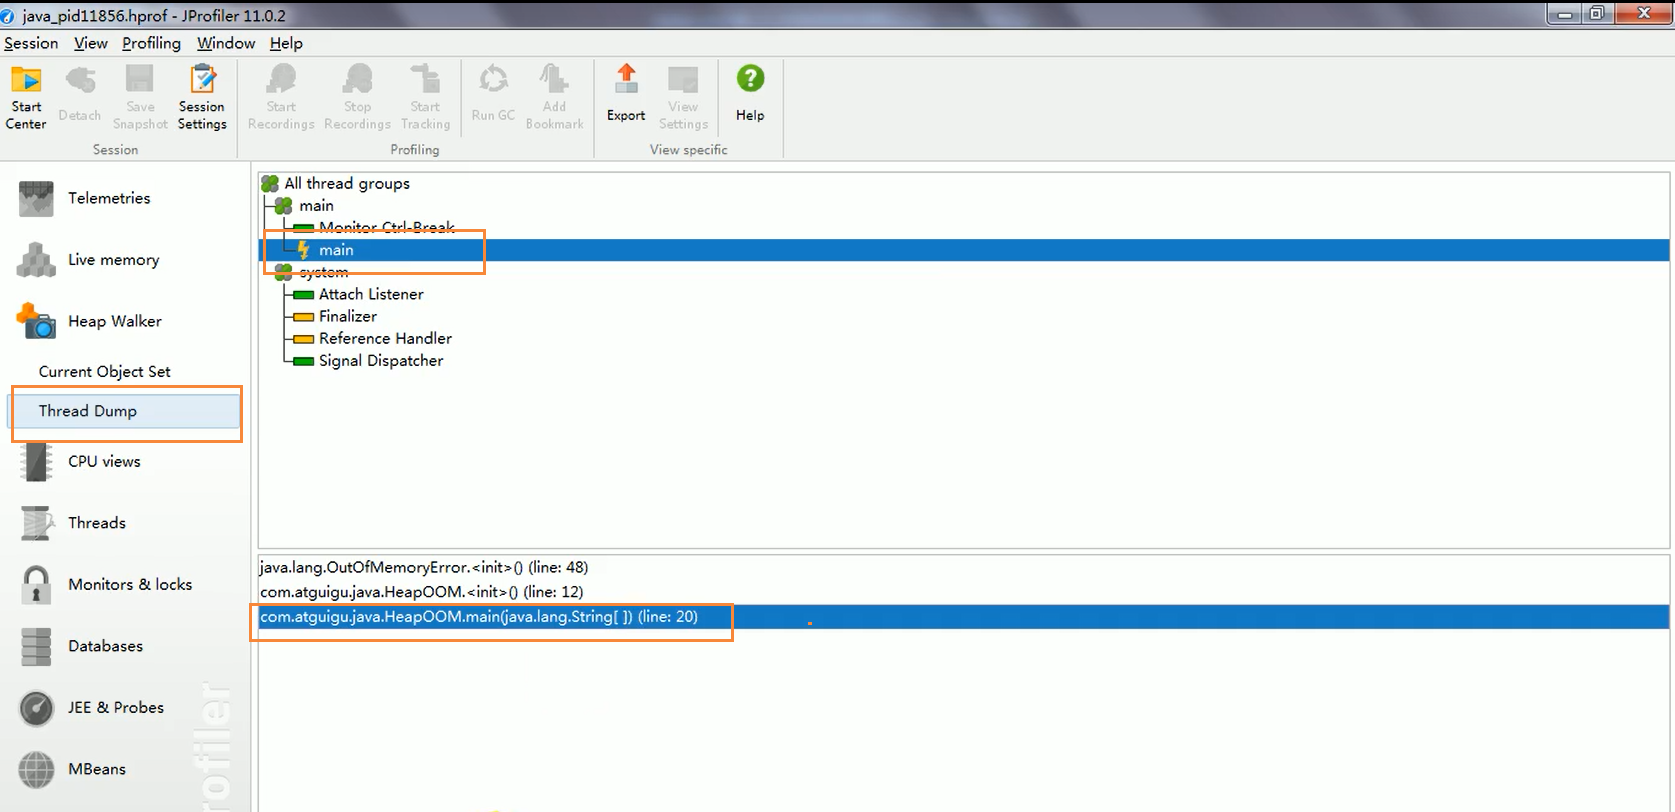 java_pid11856.hprof - JProfiler 11.0.2
Session View Profiling Window Help
Start Center
Detach
Save Snapshot
Session Settings
Start Recordings
Stop Recordings
Start Tracking
Run GC
Add Bookmark
Export
View Settings
Help
Session
Profiling
View specific
Telemetries
Live memory
Heap Walker
Current Object Set
Thread Dump
CPU views
Threads
Monitors & locks
Databases
JEE & Probes
MBeans
All thread groups
main
Monitor Ctrl-Break
main
system
Attach Listener
Finalizer
Reference Handler
Signal Dispatcher
java.lang.OutOfMemoryError.<init>() (line: 48)
com.atguigu.java.HeapOOM.<init>() (line: 12)
com.atguigu.java.HeapOOM.main(java.lang.String[ ]) (line: 20)